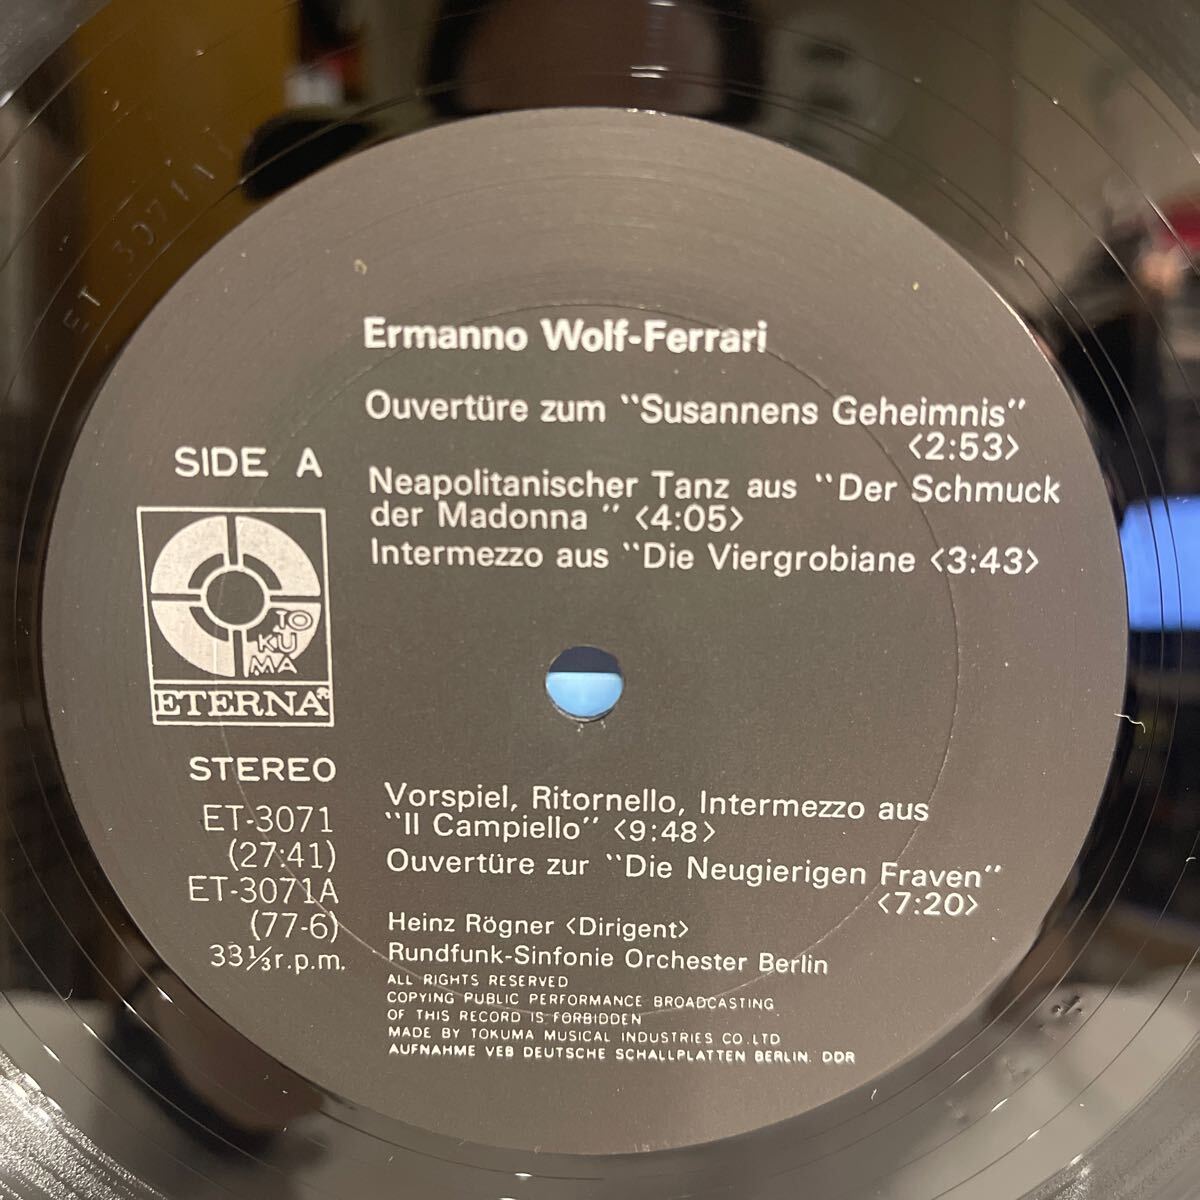 ET 3071A
Ermanno Wolf-Ferrari
Ouvertüre zum "Susannens Geheimnis"
<2:53>
Neapolitanischer Tanz aus "Der Schmuck
der Madonna " <4:05>
Intermezzo aus "Die Viergrobiane <3:43>
SIDE A
TO
KU
MA
ETERNA®
STEREO
ET-3071
(27:41)
ET-3071A
(77-6)
33⅓r.p.m.
Vorspiel, Ritornello, Intermezzo aus
"Il Campiello" <9:48>
Ouvertüre zur "Die Neugierigen Fraven"
<7:20>
Heinz Rögner <Dirigent>
Rundfunk-Sinfonie Orchester Berlin
ALL RIGHTS RESERVED
COPYING PUBLIC PERFORMANCE BROADCASTING
OF THIS RECORD IS FORBIDDEN
MADE BY TOKUMA MUSICAL INDUSTRIES CO.LTD
AUFNAHME VEB DEUTSCHE SCHALLPLATTEN BERLIN. DDR